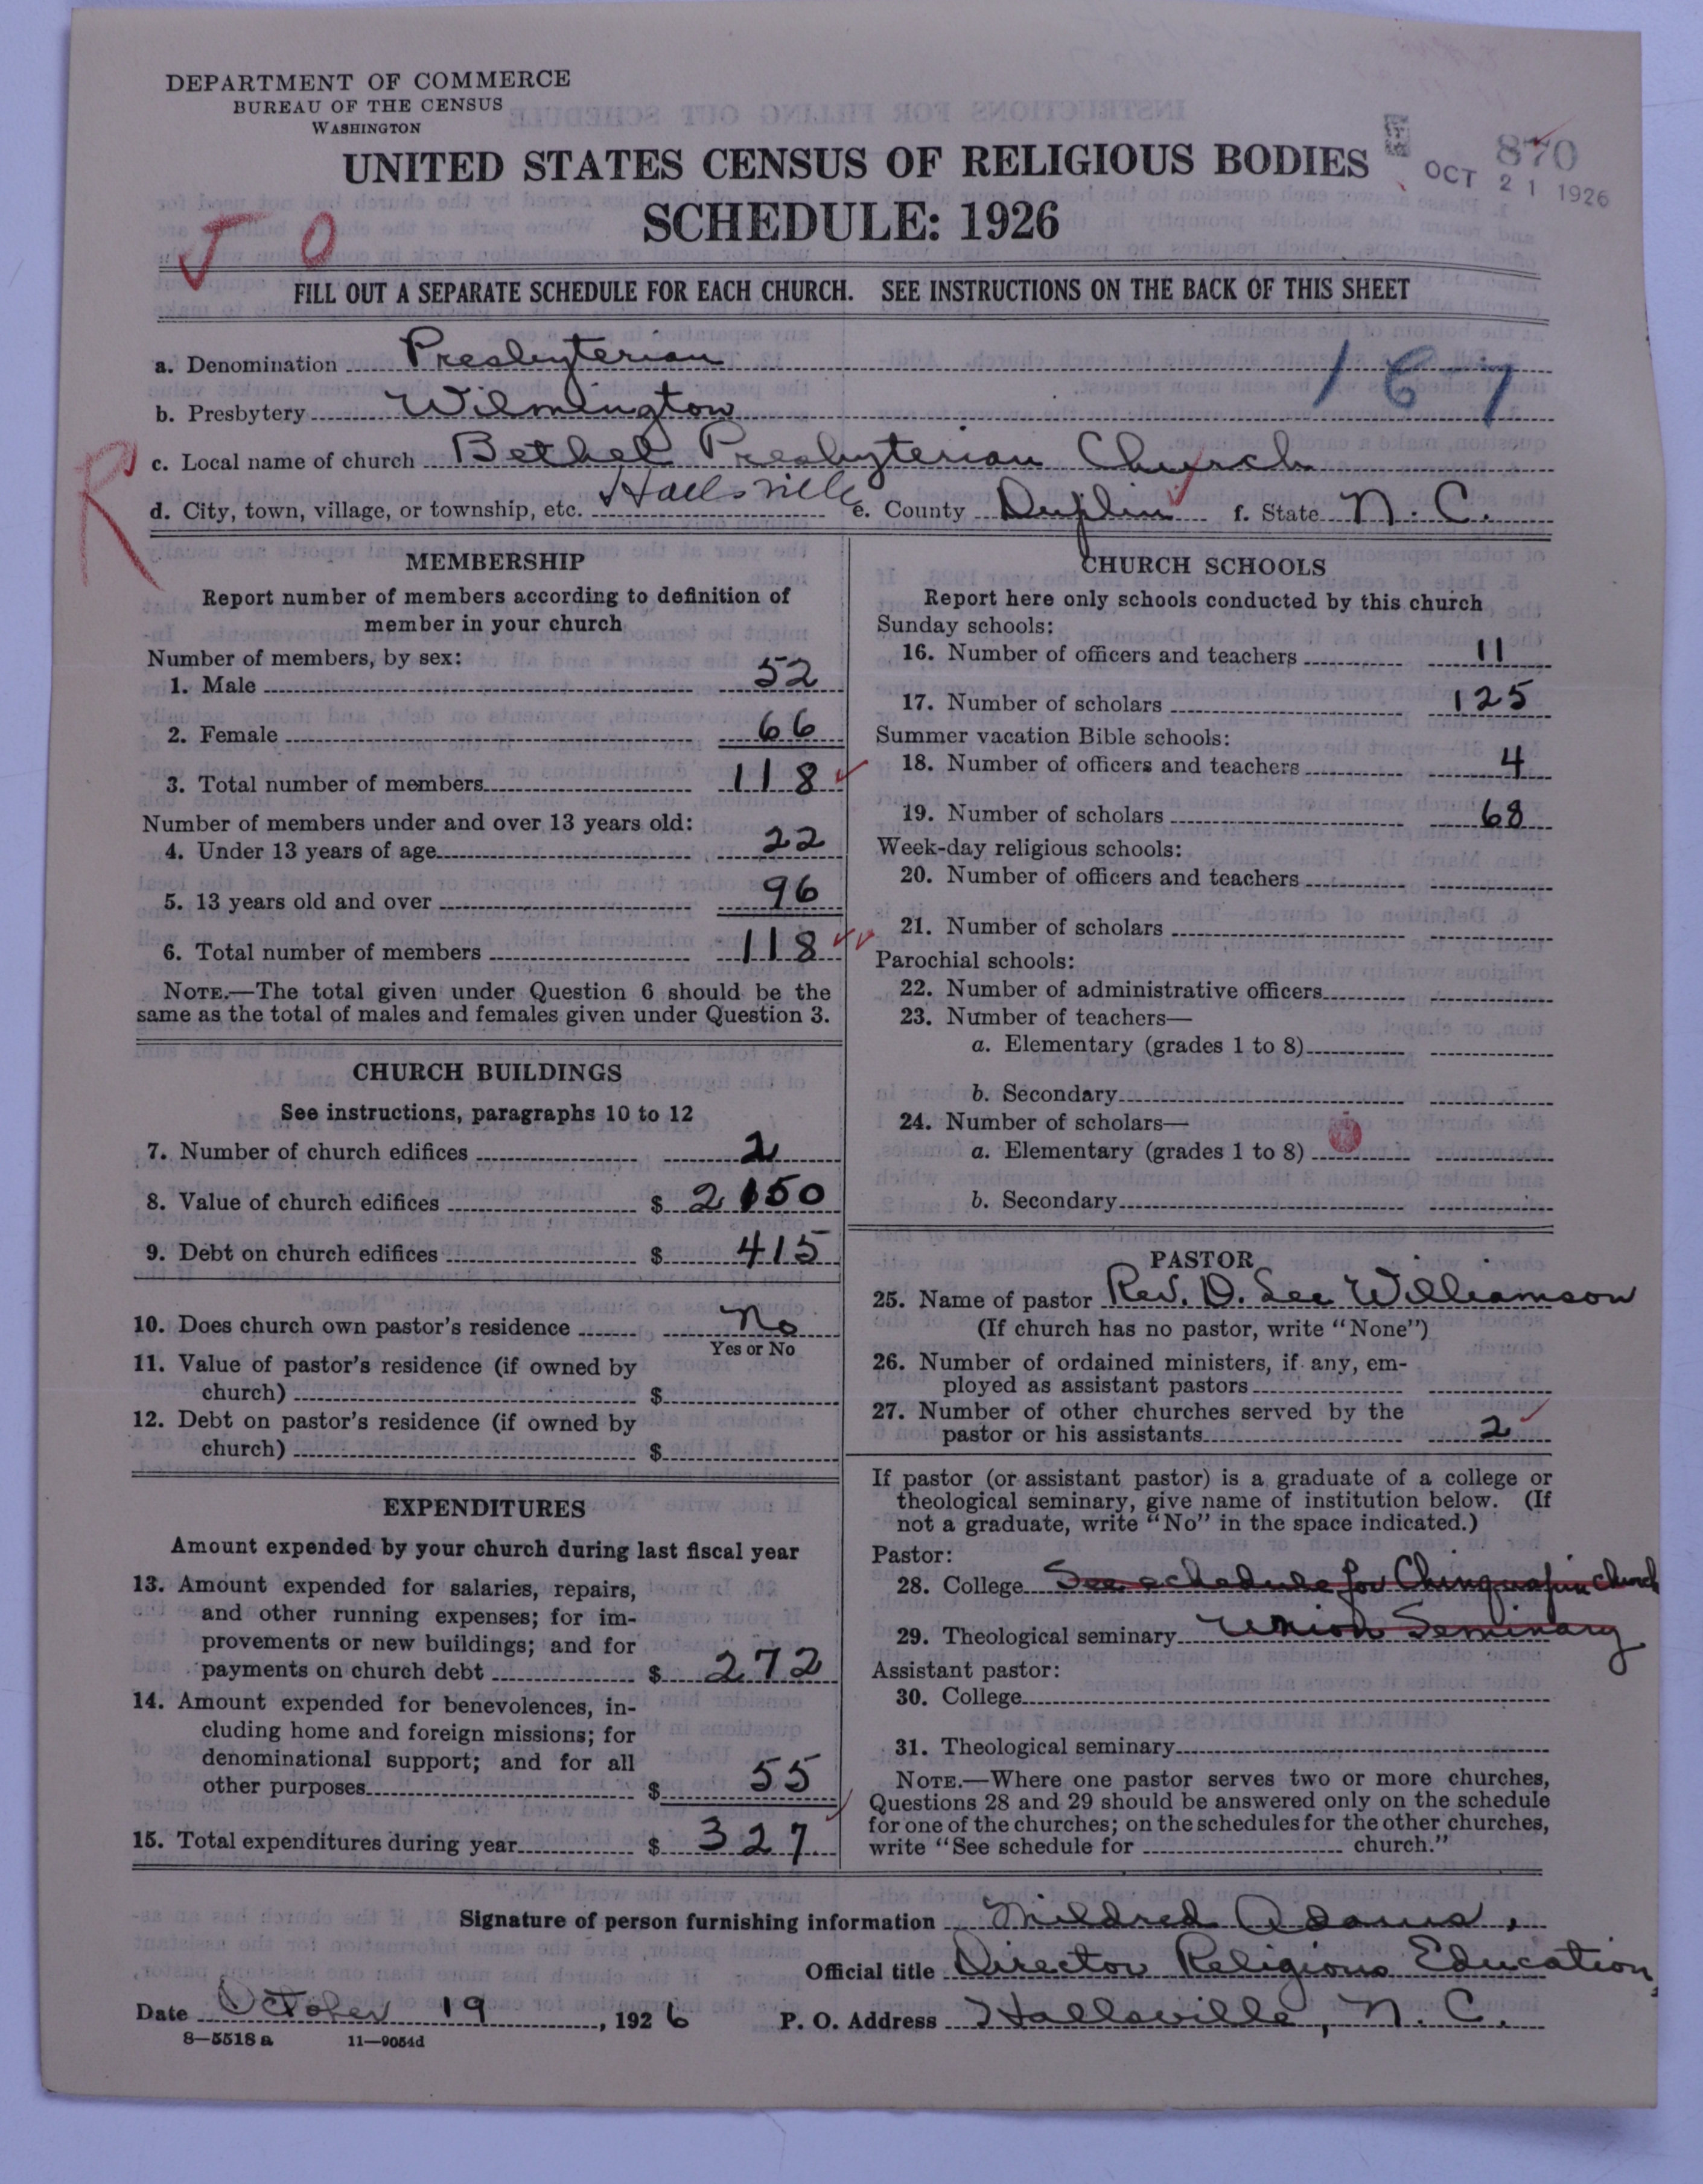 DEPARTMENT OF COMMERCE
BUREAU OF THE CENSUS
WASHINGTON
UNITED STATES CENSUS OF RELIGIOUS BODIES
SCHEDULE: 1926
870
OCT 21 1926
J O
FILL OUT A SEPARATE SCHEDULE FOR EACH CHURCH. SEE INSTRUCTIONS ON THE BACK OF THIS SHEET
a. Denomination Presbyterian
167
b. Presbytery Wilmington
R
c. Local name of church Bethel Presbyterian Church
d. City, town, village, or township, etc. Hallsville e. County Duplin f. State N. C.
MEMBERSHIP
Report number of members according to definition of
member in your church
Number of members, by sex:
1. Male 52
2. Female 66
3. Total number of members 118
Number of members under and over 13 years old:
4. Under 13 years of age 22
5. 13 years old and over 96
6. Total number of members 118
NOTE.—The total given under Question 6 should be the
same as the total of males and females given under Question 3.
CHURCH BUILDINGS
See instructions, paragraphs 10 to 12
7. Number of church edifices 2
8. Value of church edifices $ 2150
9. Debt on church edifices $ 415
10. Does church own pastor's residence No
Yes or No
11. Value of pastor's residence (if owned by
church) $
12. Debt on pastor's residence (if owned by
church) $
EXPENDITURES
Amount expended by your church during last fiscal year
13. Amount expended for salaries, repairs,
and other running expenses; for im-
provements or new buildings; and for
payments on church debt $ 272
14. Amount expended for benevolences, in-
cluding home and foreign missions; for
denominational support; and for all
other purposes $ 55
15. Total expenditures during year $ 327
CHURCH SCHOOLS
Report here only schools conducted by this church
Sunday schools:
16. Number of officers and teachers 11
17. Number of scholars 125
Summer vacation Bible schools:
18. Number of officers and teachers 4
19. Number of scholars 68
Week-day religious schools:
20. Number of officers and teachers
21. Number of scholars
Parochial schools:
22. Number of administrative officers
23. Number of teachers—
a. Elementary (grades 1 to 8)
b. Secondary
24. Number of scholars—
a. Elementary (grades 1 to 8)
b. Secondary
PASTOR
25. Name of pastor Rev. D. Lee Williamson
(If church has no pastor, write "None")
26. Number of ordained ministers, if any, em-
ployed as assistant pastors
27. Number of other churches served by the
pastor or his assistants 2
If pastor (or assistant pastor) is a graduate of a college or
theological seminary, give name of institution below. (If
not a graduate, write "No" in the space indicated.)
Pastor:
28. College See schedule for Chinquapin church
29. Theological seminary Union Seminary
Assistant pastor:
30. College
31. Theological seminary
NOTE.—Where one pastor serves two or more churches,
Questions 28 and 29 should be answered only on the schedule
for one of the churches; on the schedules for the other churches,
write "See schedule for church."
Signature of person furnishing information Mildred Adams,
Official title Director Religious Education,
Date October 19, 1926 P. O. Address Hallsville, N. C.
8—5518 a 11—9054d